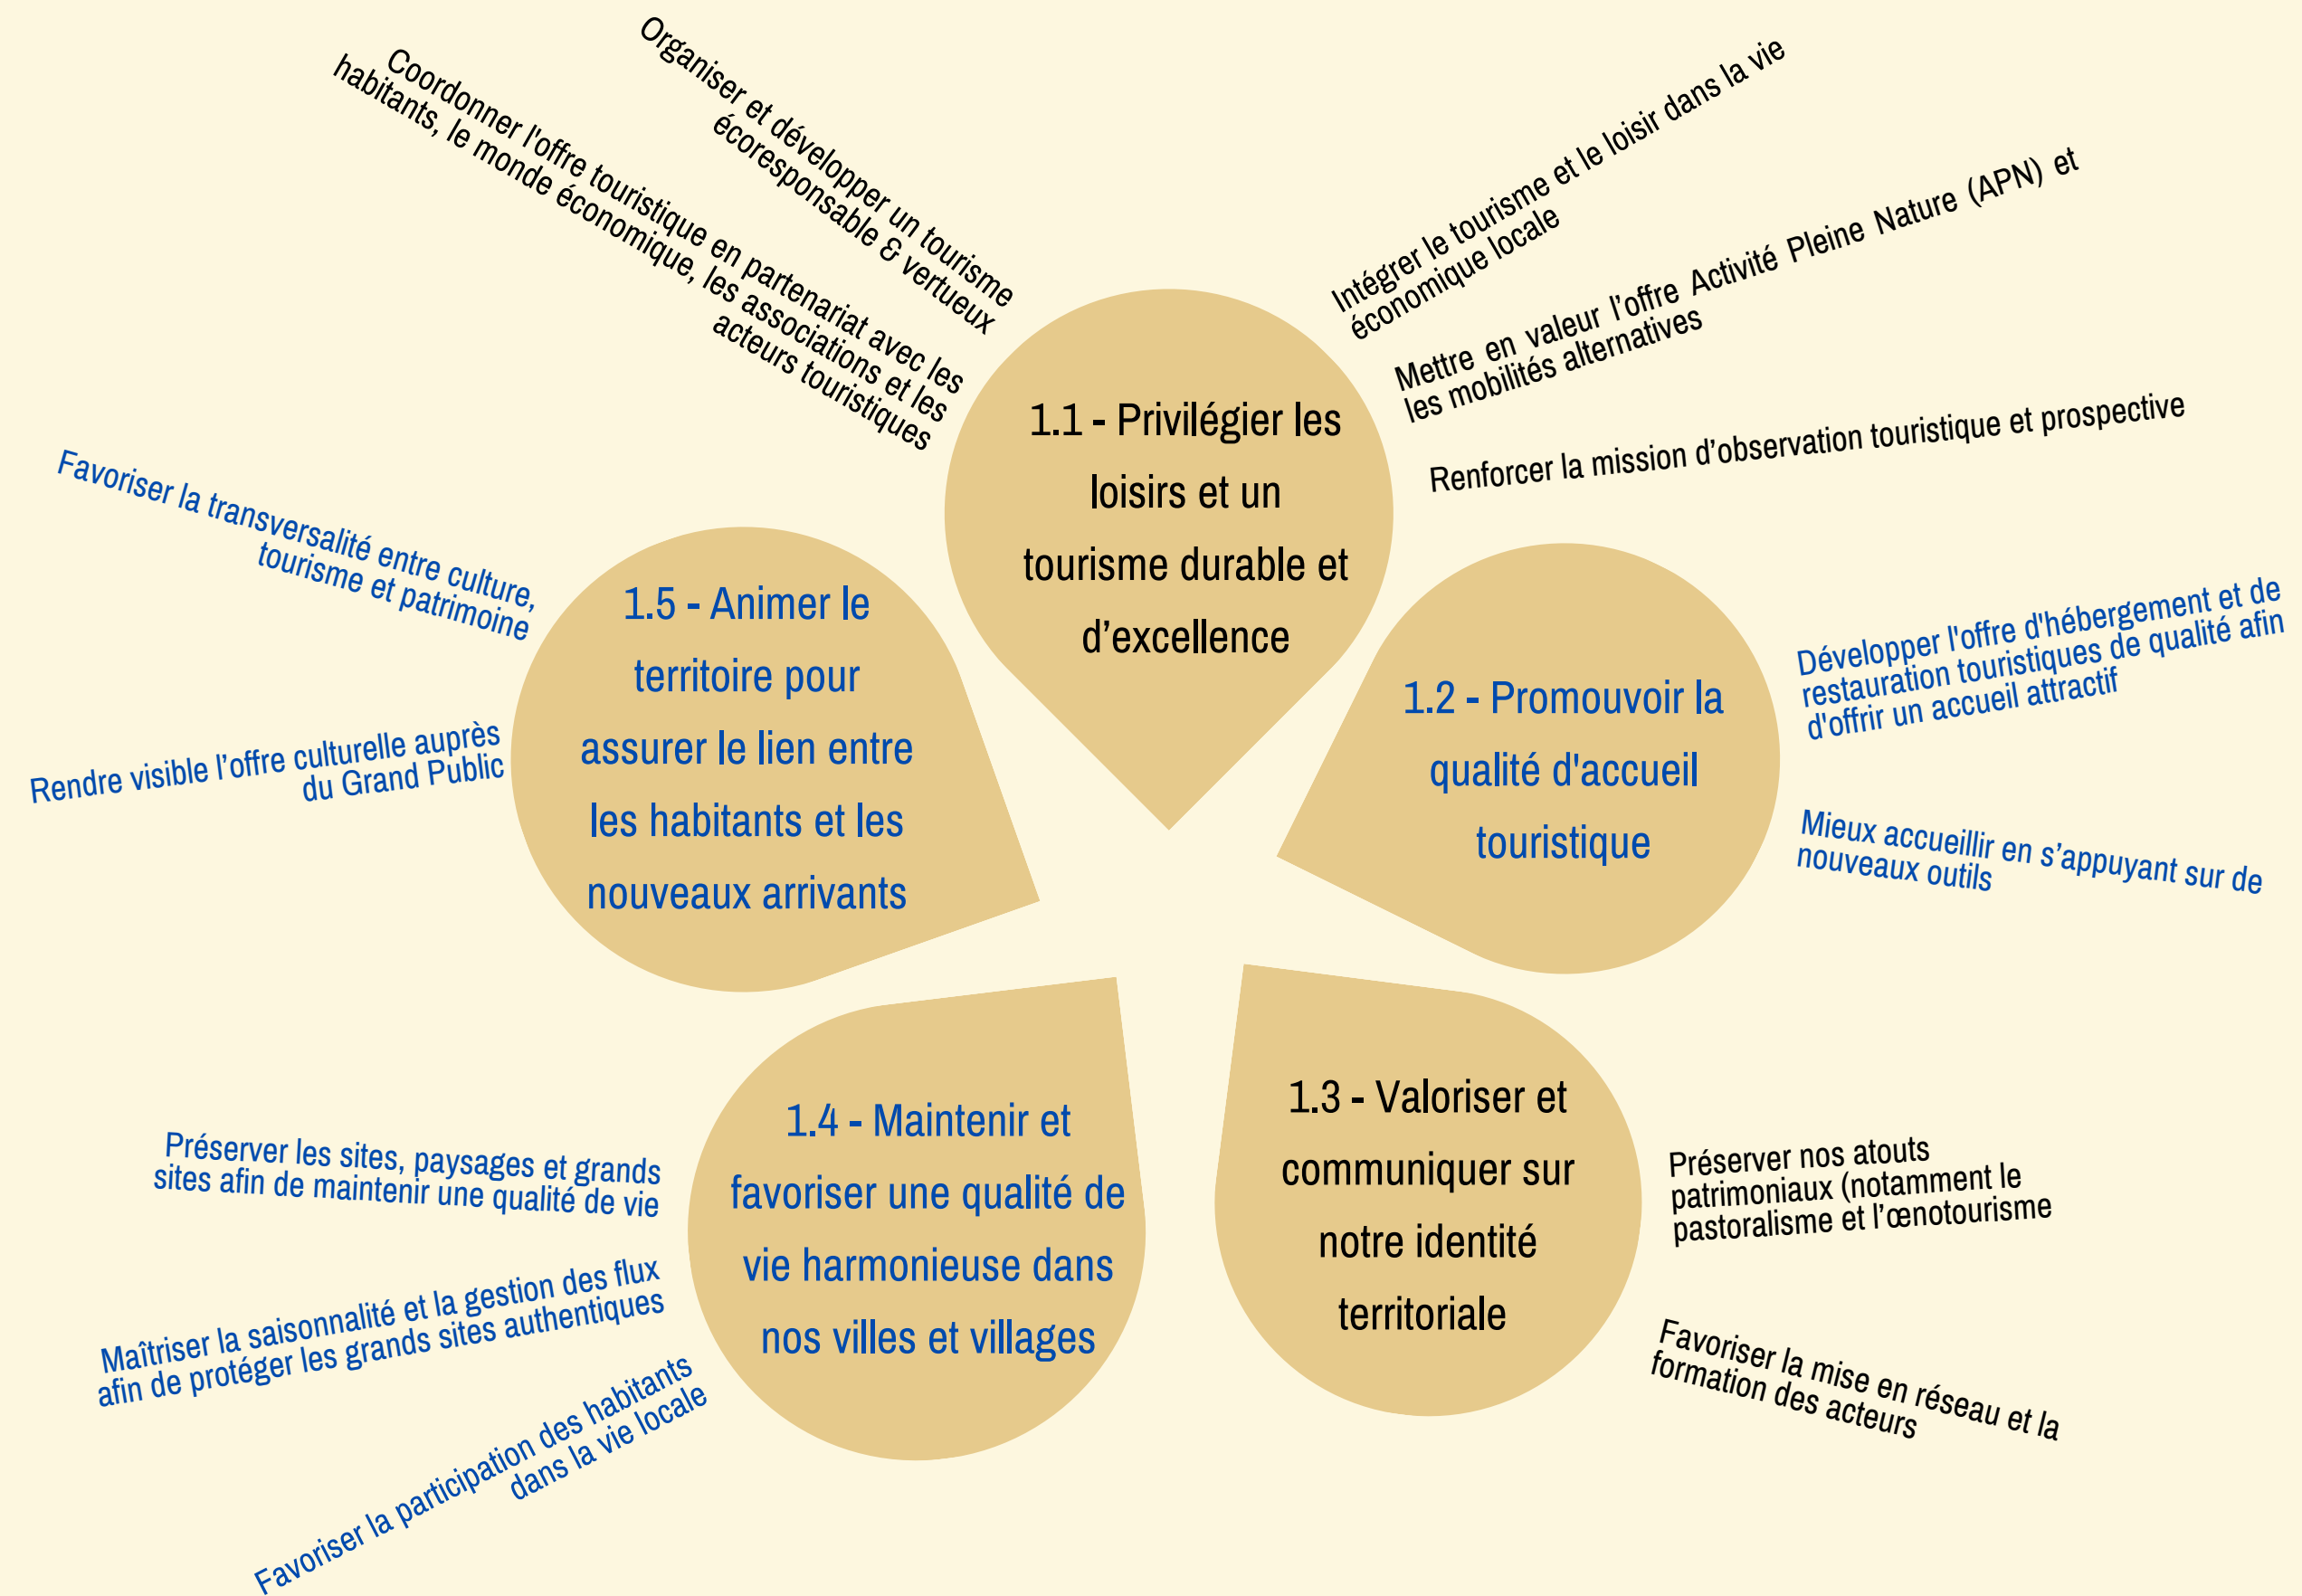 Organiser et développer un tourisme
écoresponsable & vertueux
Coordonner l'offre touristique en partenariat avec les
habitants, le monde économique, les associations et les
acteurs touristiques
Intégrer le tourisme et le loisir dans la vie
économique locale
Mettre en valeur l’offre Activité Pleine Nature (APN) et
les mobilités alternatives
Renforcer la mission d’observation touristique et prospective
1.1 - Privilégier les
loisirs et un
tourisme durable et
d’excellence
1.2 - Promouvoir la
qualité d'accueil
touristique
Développer l'offre d'hébergement et de
restauration touristiques de qualité afin
d'offrir un accueil attractif
Mieux accueillir en s’appuyant sur de
nouveaux outils
1.3 - Valoriser et
communiquer sur
notre identité
territoriale
Préserver nos atouts
patrimoniaux (notamment le
pastoralisme et l’œnotourisme
Favoriser la mise en réseau et la
formation des acteurs
1.4 - Maintenir et
favoriser une qualité de
vie harmonieuse dans
nos villes et villages
Préserver les sites, paysages et grands
sites afin de maintenir une qualité de vie
Maîtriser la saisonnalité et la gestion des flux
afin de protéger les grands sites authentiques
Favoriser la participation des habitants
dans la vie locale
1.5 - Animer le
territoire pour
assurer le lien entre
les habitants et les
nouveaux arrivants
Favoriser la transversalité entre culture,
tourisme et patrimoine
Rendre visible l’offre culturelle auprès
du Grand Public